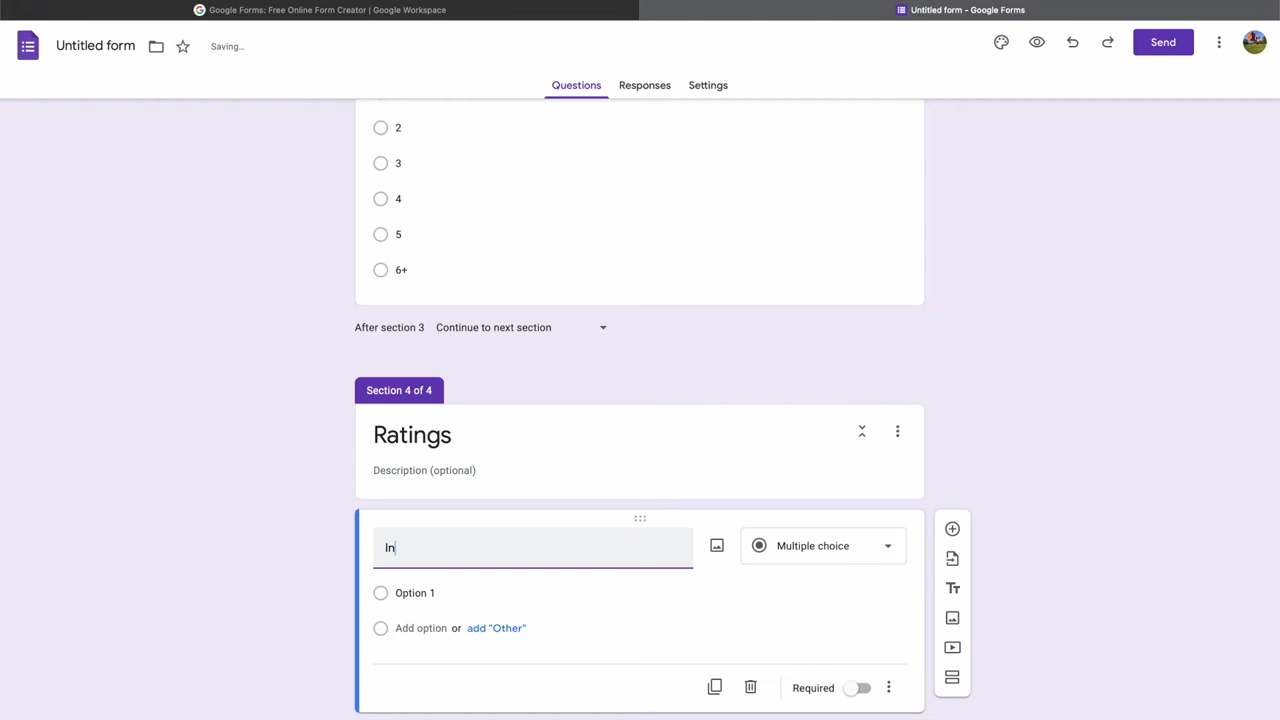 Google Forms: Free Online Form Creator | Google Workspace
Untitled form - Google Forms
Untitled form
Saving...
Send
Questions
Responses
Settings
2
3
4
5
6+
After section 3
Continue to next section
Section 4 of 4
Ratings
Description (optional)
In
Multiple choice
Option 1
Add option or add "Other"
Tт
Required